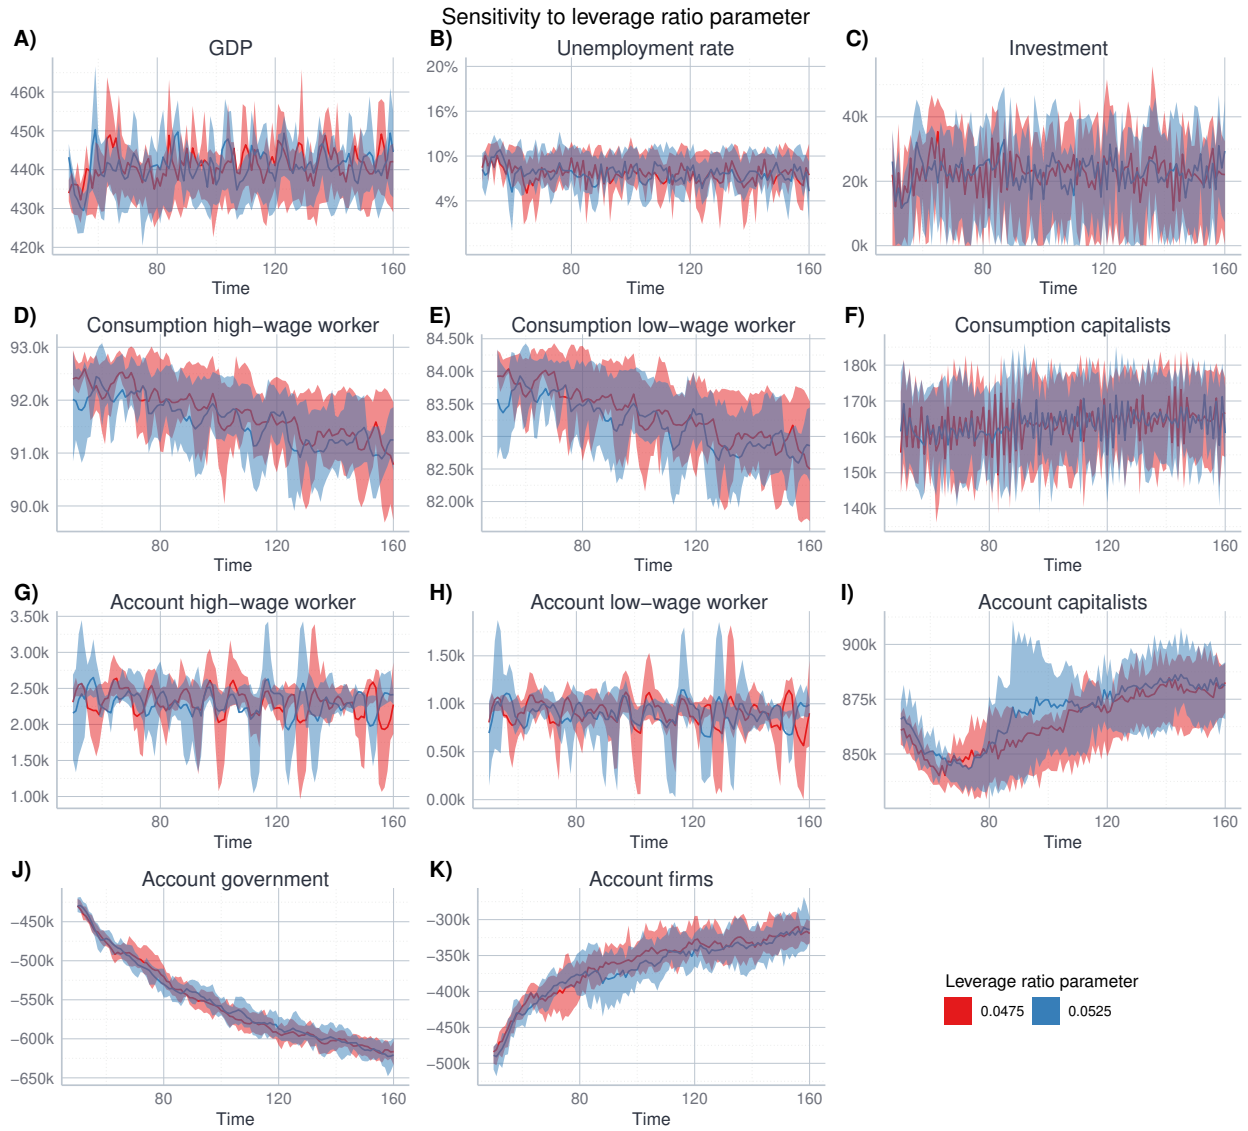 Sensitivity to leverage ratio parameter
A) GDP
460k
450k
440k
430k
420k
80 120 160
Time
B) Unemployment rate
20%
16%
10%
4%
80 120 160
Time
C) Investment
40k
20k
0k
80 120 160
Time
D) Consumption high−wage worker
93.0k
92.0k
91.0k
90.0k
80 120 160
Time
E) Consumption low−wage worker
84.50k
84.00k
83.50k
83.00k
82.50k
82.00k
80 120 160
Time
F) Consumption capitalists
180k
170k
160k
150k
140k
80 120 160
Time
G) Account high−wage worker
3.50k
3.00k
2.50k
2.00k
1.50k
1.00k
80 120 160
Time
H) Account low−wage worker
1.50k
1.00k
0.50k
0.00k
80 120 160
Time
I) Account capitalists
900k
875k
850k
80 120 160
Time
J) Account government
−450k
−500k
−550k
−600k
−650k
80 120 160
Time
K) Account firms
−300k
−350k
−400k
−450k
−500k
80 120 160
Time
Leverage ratio parameter
0.0475 0.0525